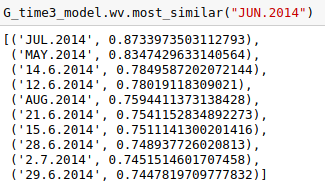 G_time3_model.wv.most_similar("JUN.2014")
[('JUL.2014', 0.8733973503112793),
('MAY.2014', 0.8347429633140564),
('14.6.2014', 0.7849587202072144),
('12.6.2014', 0.78019118309021),
('AUG.2014', 0.7594411373138428),
('21.6.2014', 0.7541152834892273),
('15.6.2014', 0.7511141300201416),
('28.6.2014', 0.748937726020813),
('2.7.2014', 0.7451514601707458),
('29.6.2014', 0.7447819709777832)]